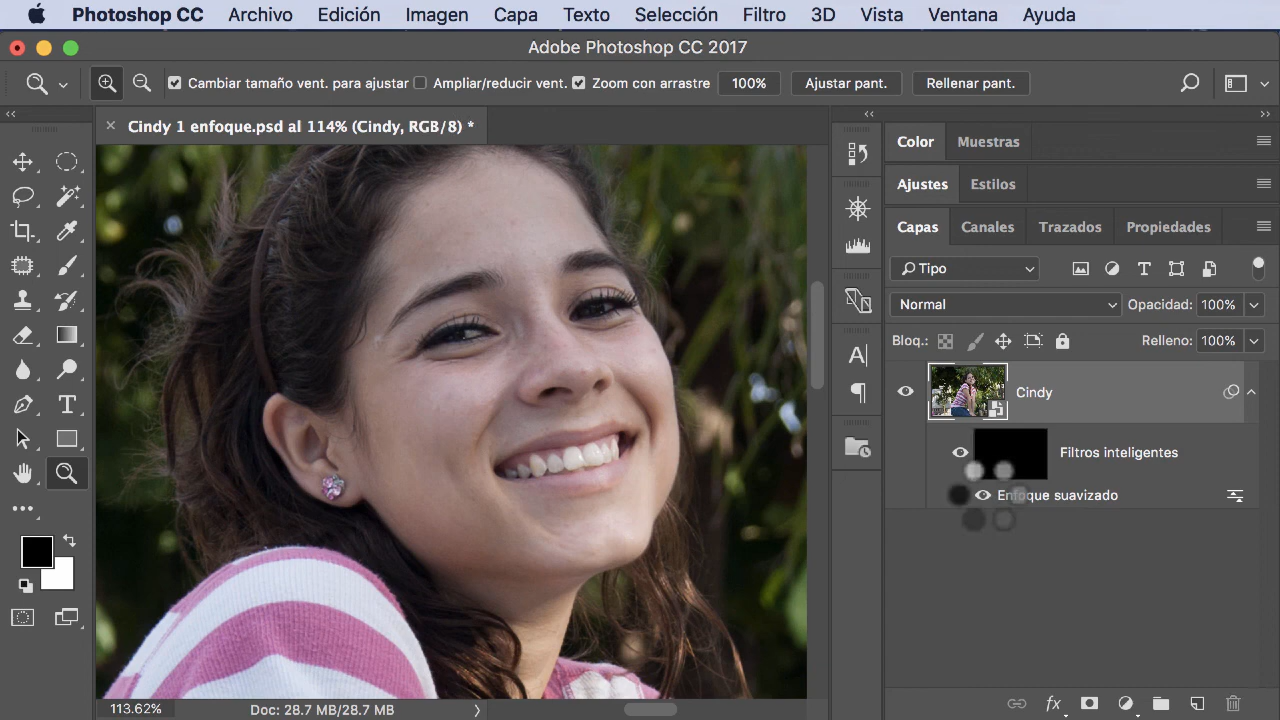 Photoshop CC Archivo Edición Imagen Capa Texto Selección Filtro 3D Vista Ventana Ayuda
Adobe Photoshop CC 2017
Cambiar tamaño vent. para ajustar Ampliar/reducir vent. Zoom con arrastre 100% Ajustar pant. Rellenar pant.
Cindy 1 enfoque.psd al 114% (Cindy, RGB/8) *
Color Muestras
Ajustes Estilos
Capas Canales Trazados Propiedades
Tipo
Normal Opacidad: 100%
Bloq.: Relleno: 100%
Cindy
Filtros inteligentes
Enfoque suavizado
113.62% Doc: 28.7 MB/28.7 MB